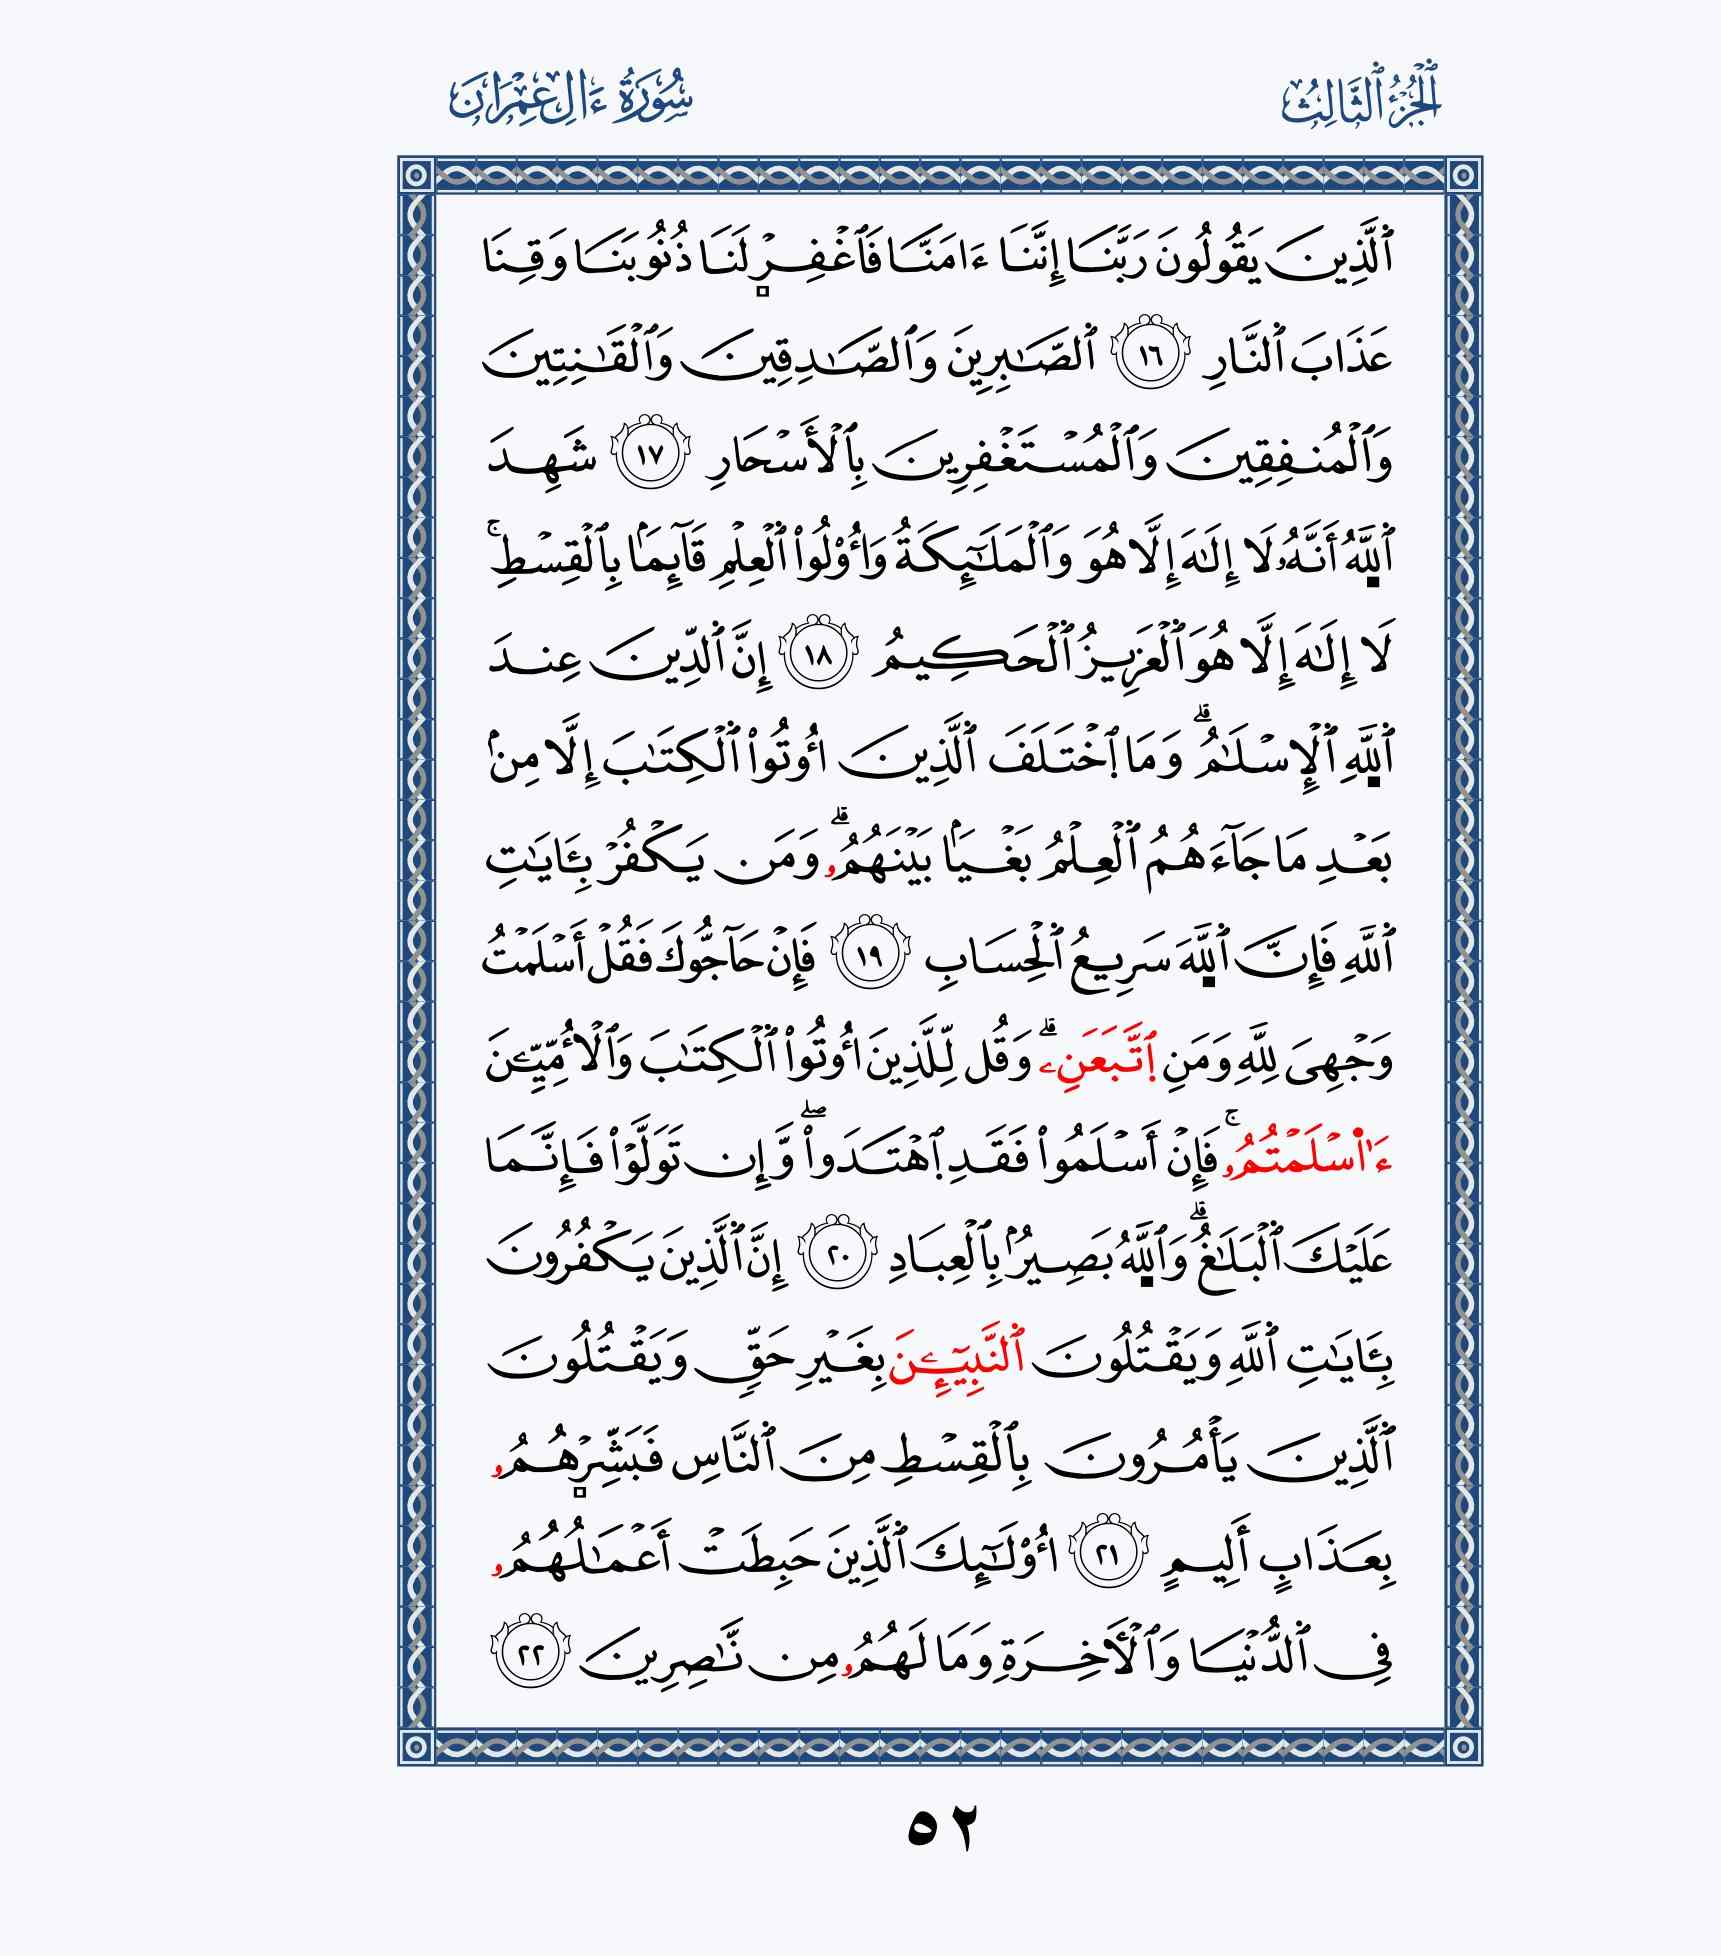 الجُزْءُ ٱلثَّالِثُ
سُورَةُ ءَالِ عِمْرَانَ
ٱلَّذِينَ يَقُولُونَ رَبَّنَا إِنَّنَا ءَامَنَّا فَٱغْفِرْ لَنَا ذُنُوبَنَا وَقِنَا
عَذَابَ ٱلنَّارِ ١٦ ٱلصَّٰبِرِينَ وَٱلصَّٰدِقِينَ وَٱلْقَٰنِتِينَ
وَٱلْمُنفِقِينَ وَٱلْمُسْتَغْفِرِينَ بِٱلْأَسْحَارِ ١٧ شَهِدَ
ٱللَّهُ أَنَّهُۥ لَا إِلَٰهَ إِلَّا هُوَ وَٱلْمَلَٰٓئِكَةُ وَأُوْلُواْ ٱلْعِلْمِ قَآئِمَۢا بِٱلْقِسْطِۚ
لَا إِلَٰهَ إِلَّا هُوَ ٱلْعَزِيزُ ٱلْحَكِيمُ ١٨ إِنَّ ٱلدِّينَ عِندَ
ٱللَّهِ ٱلْإِسْلَٰمُۗ وَمَا ٱخْتَلَفَ ٱلَّذِينَ أُوتُواْ ٱلْكِتَٰبَ إِلَّا مِنۢ
بَعْدِ مَا جَآءَهُمُ ٱلْعِلْمُ بَغْيَۢا بَيْنَهُمُۥۗ وَمَن يَكْفُرْ بِـَٔايَٰتِ
ٱللَّهِ فَإِنَّ ٱللَّهَ سَرِيعُ ٱلْحِسَابِ ١٩ فَإِنْ حَآجُّوكَ فَقُلْ أَسْلَمْتُ
وَجْهِىَ لِلَّهِ وَمَنِ ٱتَّبَعَنِۦۗ وَقُل لِّلَّذِينَ أُوتُواْ ٱلْكِتَٰبَ وَٱلْأُمِّيِّـۧنَ
ءَا۬سْلَمْتُمُۥۚ فَإِنْ أَسْلَمُواْ فَقَدِ ٱهْتَدَواْۖ وَّإِن تَوَلَّوْاْ فَإِنَّمَا
عَلَيْكَ ٱلْبَلَٰغُۗ وَٱللَّهُ بَصِيرُۢ بِٱلْعِبَادِ ٢٠ إِنَّ ٱلَّذِينَ يَكْفُرُونَ
بِـَٔايَٰتِ ٱللَّهِ وَيَقْتُلُونَ ٱلنَّبِيٓـِٔينَ بِغَيْرِ حَقٍّ وَيَقْتُلُونَ
ٱلَّذِينَ يَأْمُرُونَ بِٱلْقِسْطِ مِنَ ٱلنَّاسِ فَبَشِّرْهُمُۥ
بِعَذَابٍ أَلِيمٍ ٢١ أُوْلَٰٓئِكَ ٱلَّذِينَ حَبِطَتْ أَعْمَٰلُهُمُۥ
فِى ٱلدُّنْيَا وَٱلْأٓخِرَةِ وَمَا لَهُمُۥ مِن نَّٰصِرِينَ ٢٢
٥٢